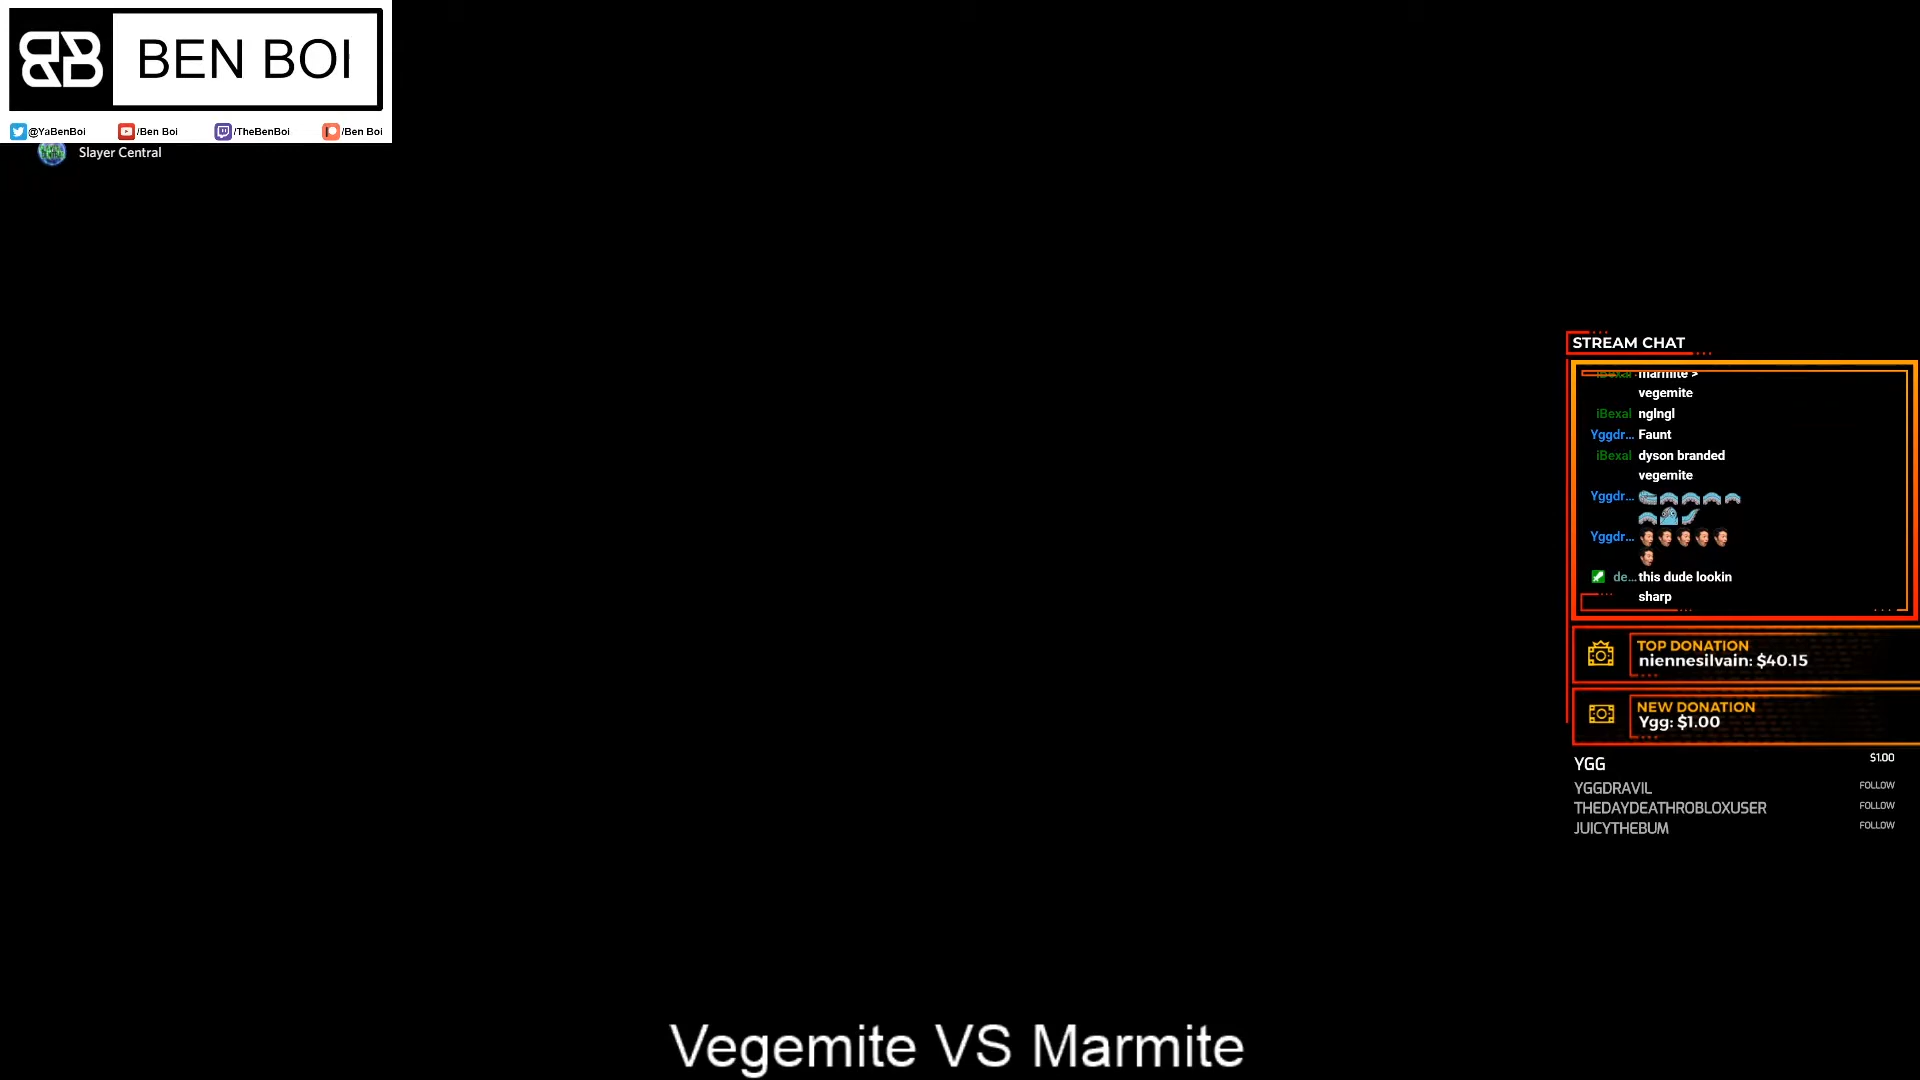 BB BEN BOI
@YaBenBoi /Ben Boi /TheBenBoi /Ben Boi
Slayer Central
STREAM CHAT
iBexal marmite >
vegemite
iBexal nglngl
Yggdr... Faunt
iBexal dyson branded
vegemite
Yggdr...
Yggdr...
de... this dude lookin
sharp
TOP DONATION
niennesilvain: $40.15
NEW DONATION
Ygg: $1.00
YGG $1.00
YGGDRAVIL FOLLOW
THEDAYDEATHROBLOXUSER FOLLOW
JUICYTHEBUM FOLLOW
Vegemite VS Marmite